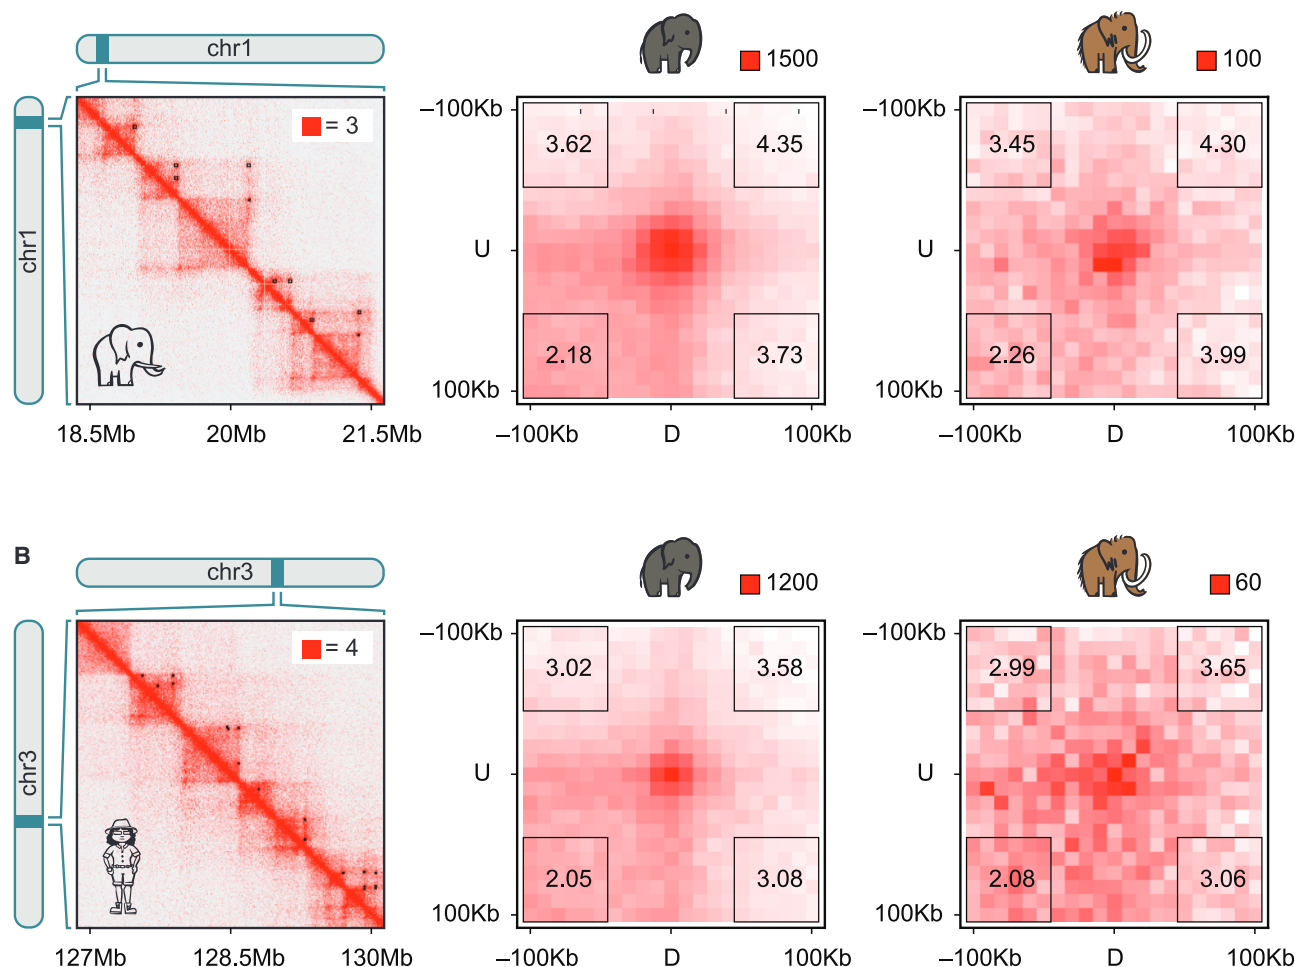 chr1
1500
100
chr1
= 3
–100Kb
U
100Kb
3.62
4.35
2.18
3.73
3.45
4.30
2.26
3.99
18.5Mb
20Mb
21.5Mb
–100Kb
D
100Kb
–100Kb
D
100Kb
B
chr3
1200
60
chr3
= 4
–100Kb
U
100Kb
3.02
3.58
2.05
3.08
–100Kb
U
100Kb
2.99
3.65
2.08
3.06
127Mb
128.5Mb
130Mb
–100Kb
D
100Kb
–100Kb
D
100Kb